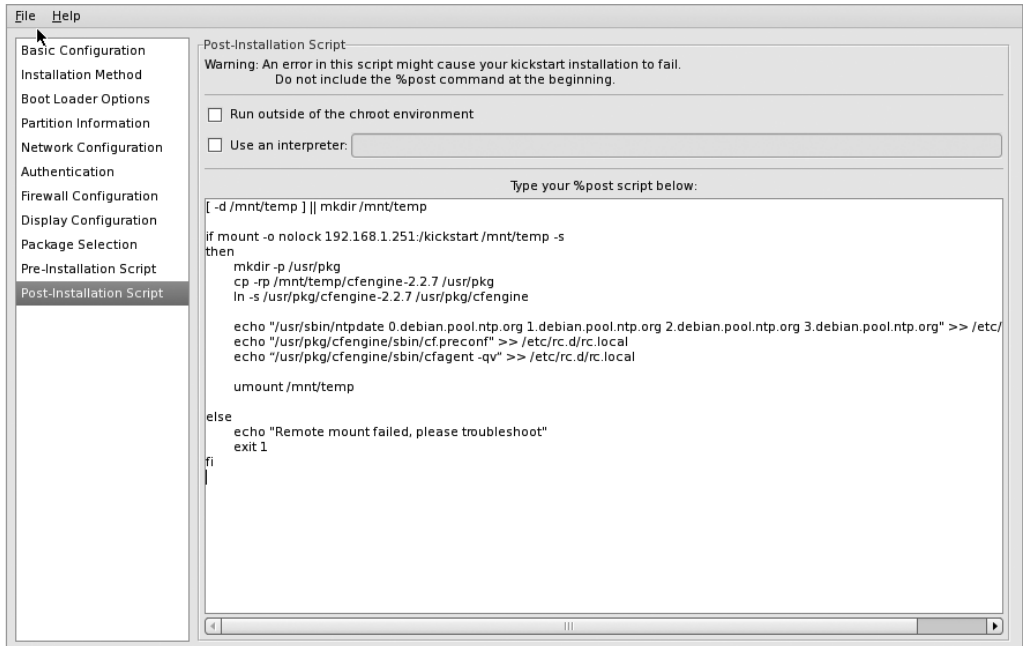 File Help
Basic Configuration
Installation Method
Boot Loader Options
Partition Information
Network Configuration
Authentication
Firewall Configuration
Display Configuration
Package Selection
Pre-Installation Script
Post-Installation Script
Post-Installation Script
Warning: An error in this script might cause your kickstart installation to fail.
Do not include the %post command at the beginning.
Run outside of the chroot environment
Use an interpreter:
Type your %post script below:
[ -d /mnt/temp ] || mkdir /mnt/temp
if mount -o nolock 192.168.1.251:/kickstart /mnt/temp -s
then
mkdir -p /usr/pkg
cp -rp /mnt/temp/cfengine-2.2.7 /usr/pkg
ln -s /usr/pkg/cfengine-2.2.7 /usr/pkg/cfengine
echo "/usr/sbin/ntpdate 0.debian.pool.ntp.org 1.debian.pool.ntp.org 2.debian.pool.ntp.org 3.debian.pool.ntp.org" >> /etc/
echo "/usr/pkg/cfengine/sbin/cf.preconf" >> /etc/rc.d/rc.local
echo “/usr/pkg/cfengine/sbin/cfagent -qv” >> /etc/rc.d/rc.local
umount /mnt/temp
else
echo "Remote mount failed, please troubleshoot"
exit 1
fi